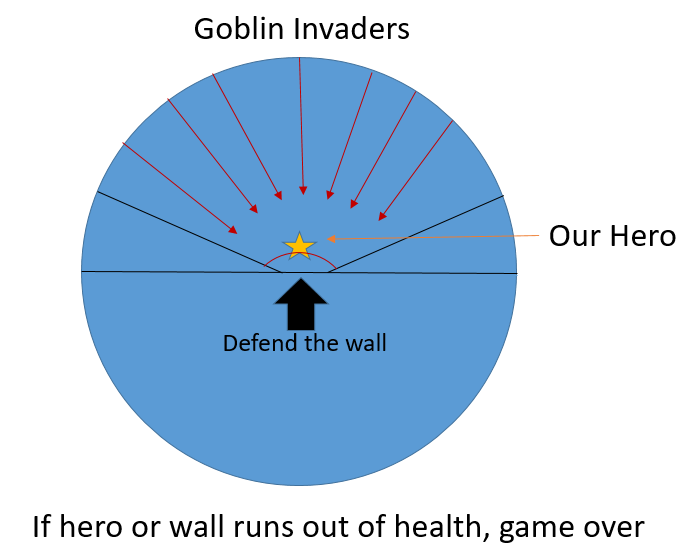 Goblin Invaders
Our Hero
Defend the wall
If hero or wall runs out of health, game over